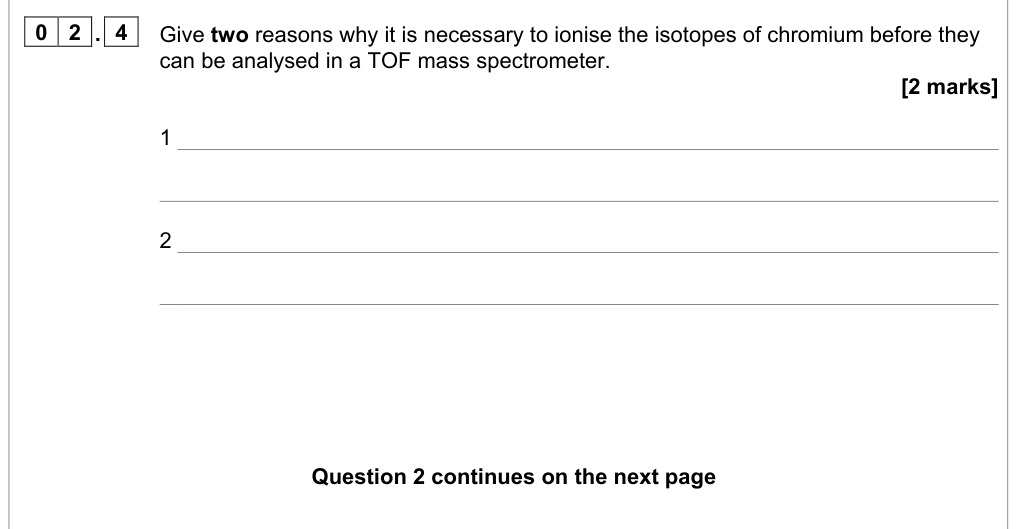 0 2 . 4 Give two reasons why it is necessary to ionise the isotopes of chromium before they
can be analysed in a TOF mass spectrometer.
[2 marks]
1
2
Question 2 continues on the next page